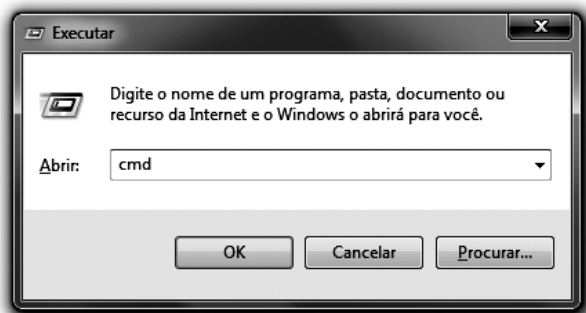 Executar
X
Digite o nome de um programa, pasta, documento ou
recurso da Internet e o Windows o abrirá para você.
Abrir:
cmd
OK
Cancelar
Procurar...